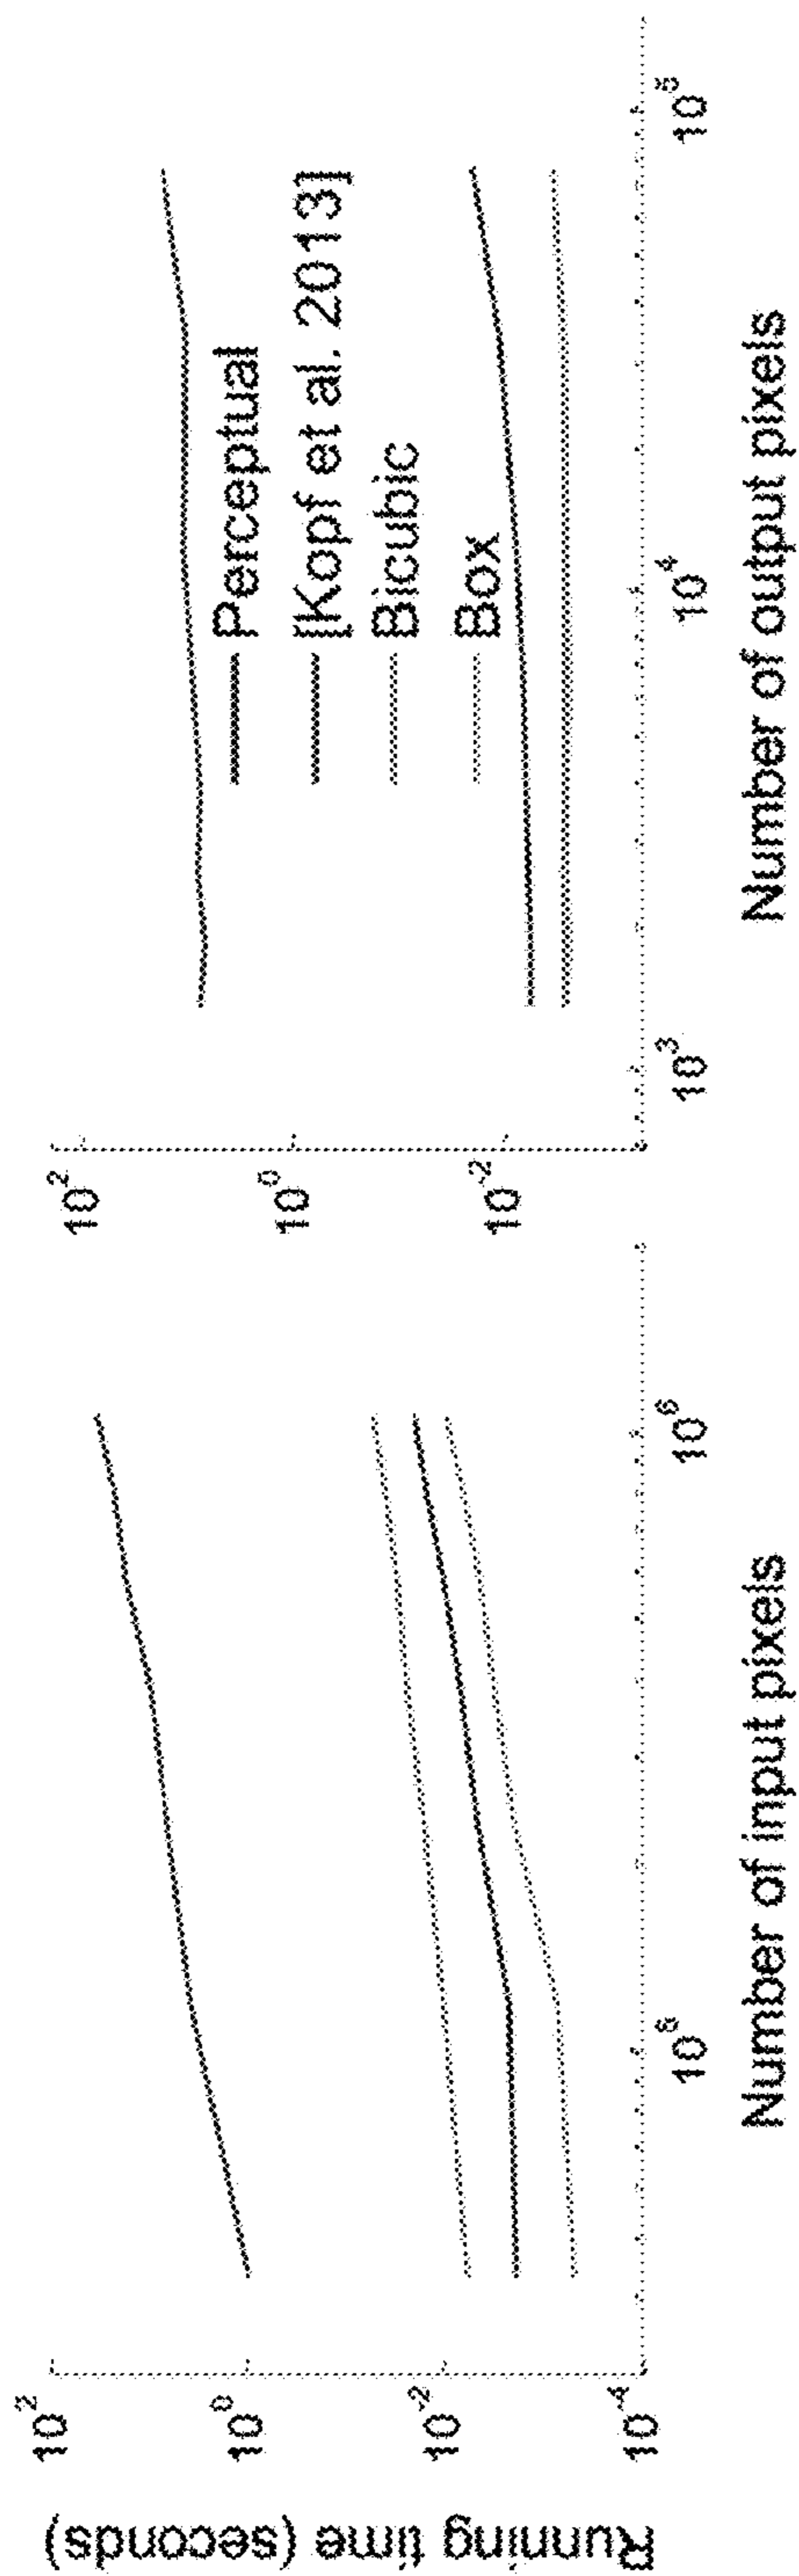 Running time (seconds)
10^2
10^0
10^-2
10^-4
10^5
10^6
Number of input pixels
10^2
10^0
10^-2
Perceptual
[Kopf et al. 2013]
Bicubic
Box
10^3
10^4
10^5
Number of output pixels